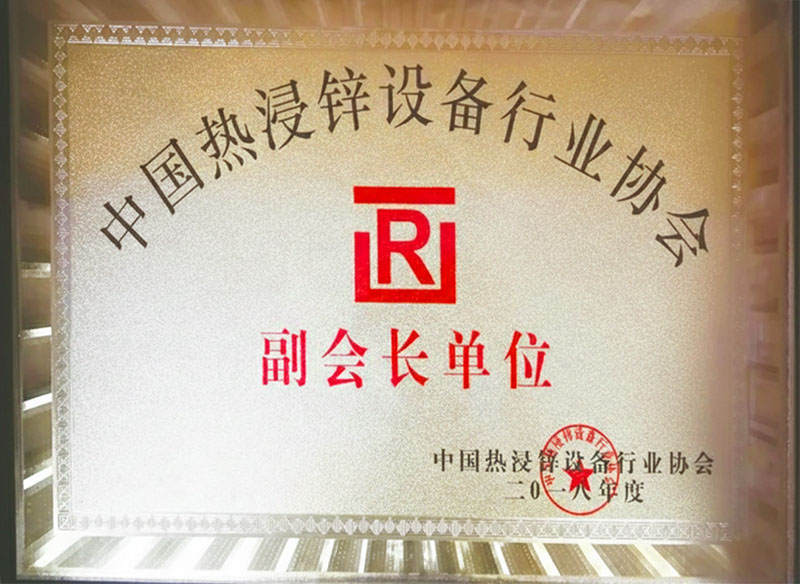 中国热浸锌设备行业协会
R
副会长单位
中国热浸锌设备行业协会
二0一八年度